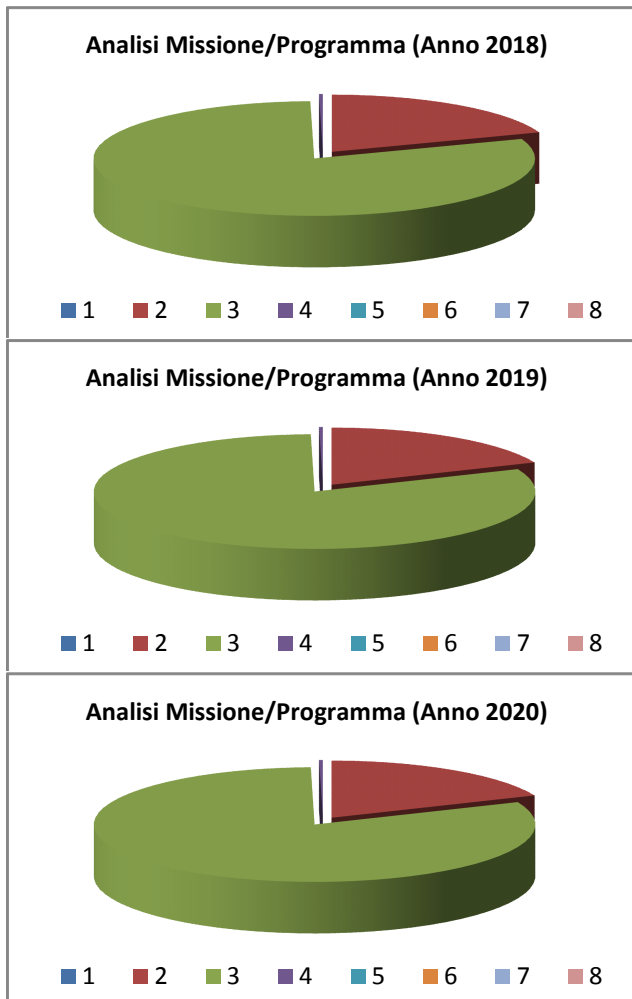 Analisi Missione/Programma (Anno 2018)
1 2 3 4 5 6 7 8
Analisi Missione/Programma (Anno 2019)
1 2 3 4 5 6 7 8
Analisi Missione/Programma (Anno 2020)
1 2 3 4 5 6 7 8